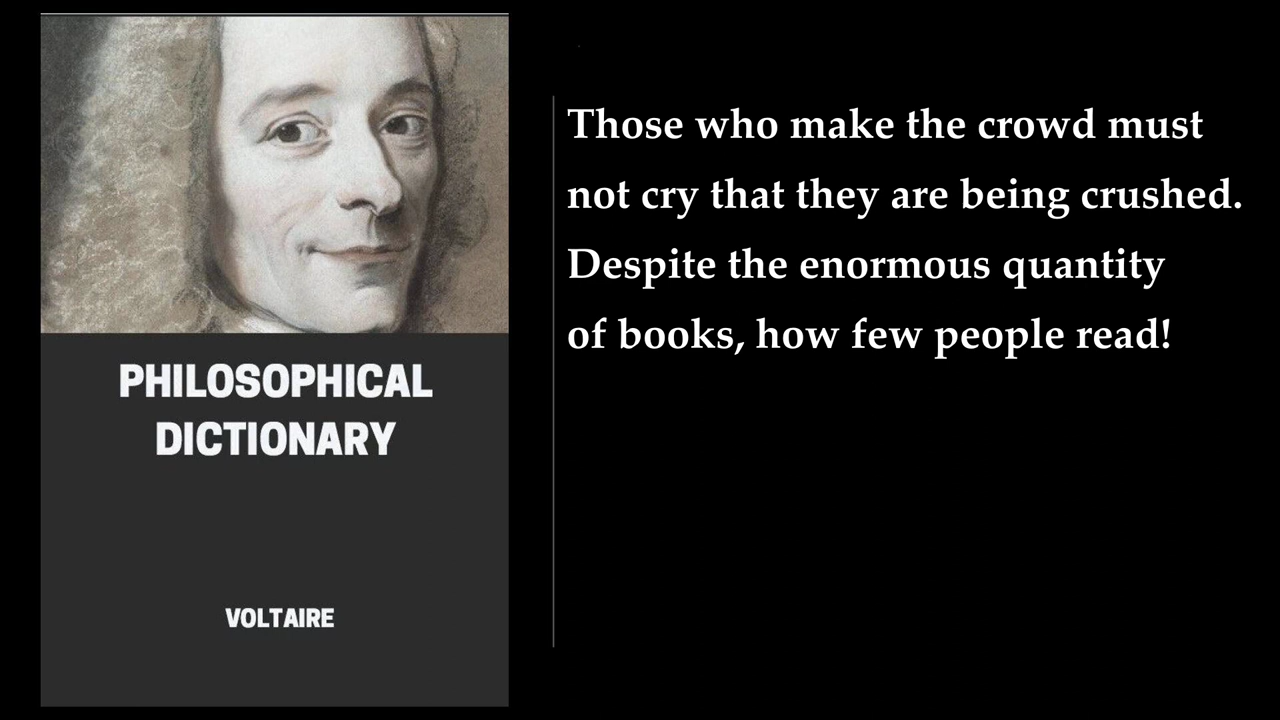 PHILOSOPHICAL
DICTIONARY
VOLTAIRE
Those who make the crowd must
not cry that they are being crushed.
Despite the enormous quantity
of books, how few people read!